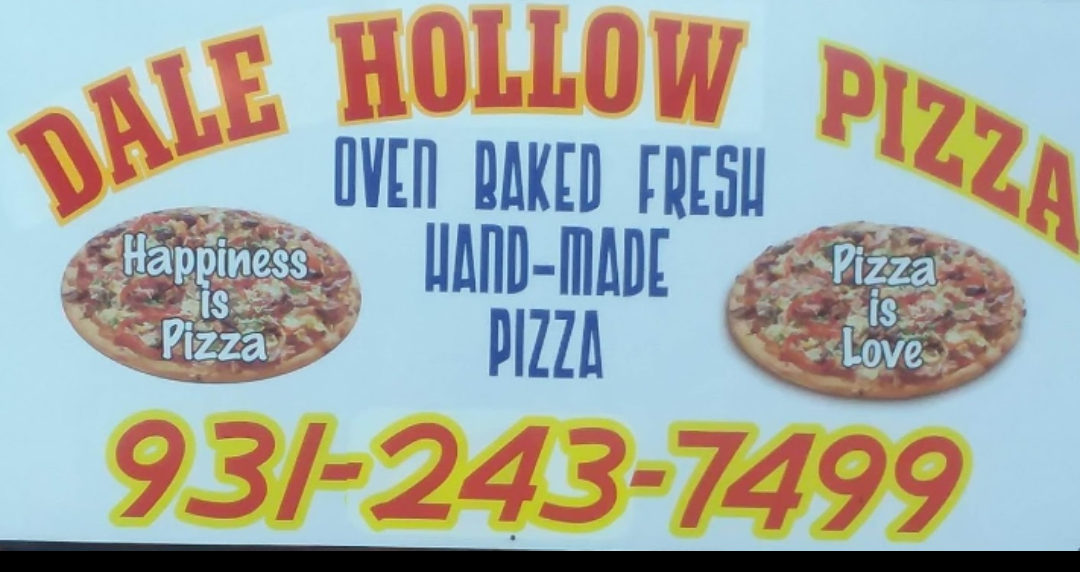 DALE HOLLOW PIZZA
OVEN BAKED FRESH
HAND-MADE
PIZZA
Happiness
is
Pizza
Pizza
is
Love
931-243-7499